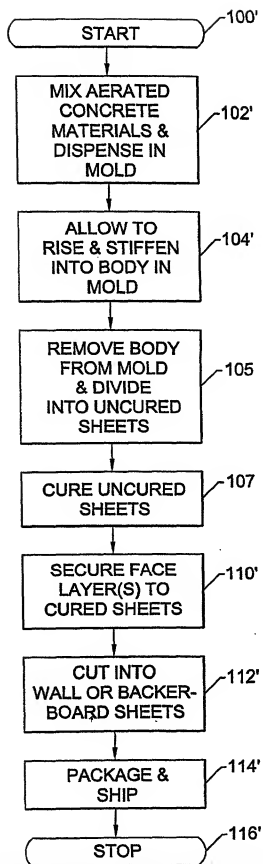 START
100'
MIX AERATED
CONCRETE
MATERIALS &
DISPENSE IN
MOLD
102'
ALLOW TO
RISE & STIFFEN
INTO BODY IN
MOLD
104'
REMOVE BODY
FROM MOLD
& DIVIDE
INTO UNCURED
SHEETS
105
CURE UNCURED
SHEETS
107
SECURE FACE
LAYER(S) TO
CURED SHEETS
110'
CUT INTO
WALL OR BACKER-
BOARD SHEETS
112'
PACKAGE &
SHIP
114'
STOP
116'